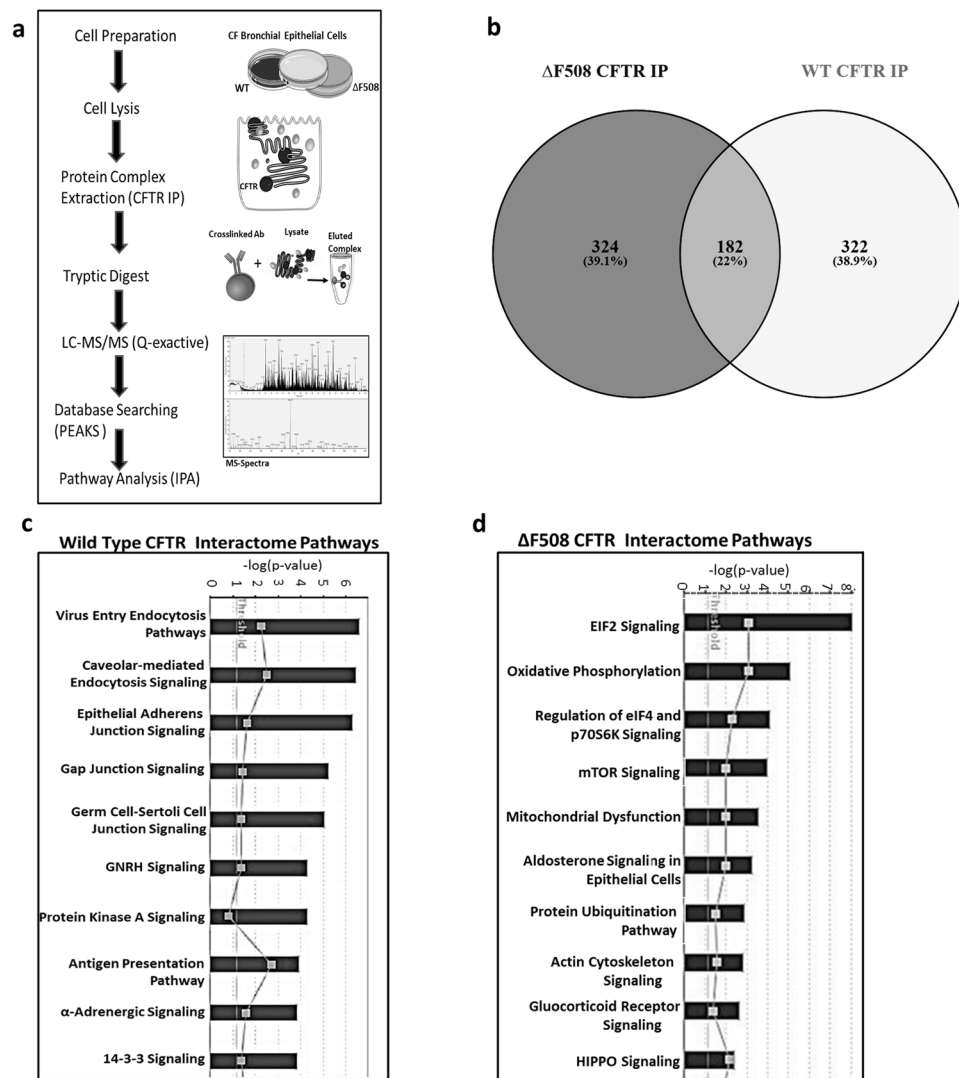 a
Cell Preparation
Cell Lysis
Protein Complex
Extraction (CFTR IP)
Tryptic Digest
LC-MS/MS (Q-exactive)
Database Searching
(PEAKS )
Pathway Analysis (IPA)
CF Bronchial Epithelial Cells
WT
ΔF508
CFTR
Crosslinked Ab
+
Lysate
Eluted
Complex
MS-Spectra
b
ΔF508 CFTR IP
WT CFTR IP
324
(39.1%)
182
(22%)
322
(38.9%)
c
Wild Type CFTR Interactome Pathways
-log(p-value)
0 1 2 3 4 5 6
Threshold
Virus Entry Endocytosis
Pathways
Caveolar-mediated
Endocytosis Signaling
Epithelial Adherens
Junction Signaling
Gap Junction Signaling
Germ Cell-Sertoli Cell
Junction Signaling
GNRH Signaling
Protein Kinase A Signaling
Antigen Presentation
Pathway
α-Adrenergic Signaling
14-3-3 Signaling
d
ΔF508 CFTR Interactome Pathways
-log(p-value)
0 1 2 3 4 5 6 7 8
Threshold
EIF2 Signaling
Oxidative Phosphorylation
Regulation of eIF4 and
p70S6K Signaling
mTOR Signaling
Mitochondrial Dysfunction
Aldosterone Signaling in
Epithelial Cells
Protein Ubiquitination
Pathway
Actin Cytoskeleton
Signaling
Gluocorticoid Receptor
Signaling
HIPPO Signaling